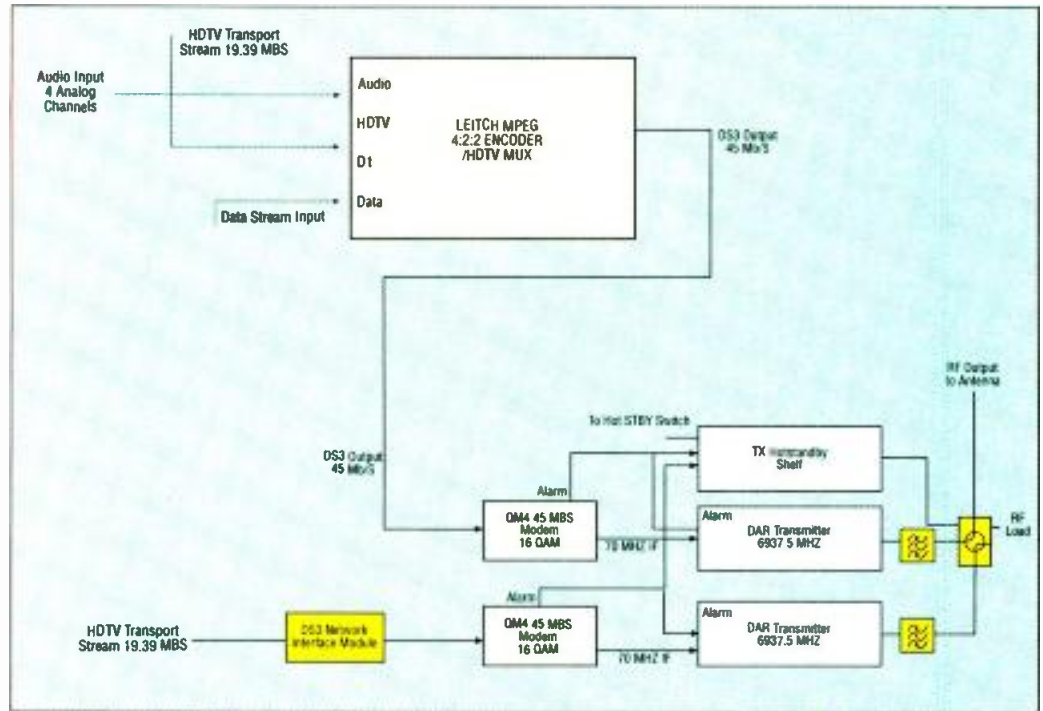 HDTV Transport
Stream 19.39 MBS
Audio Input
4 Analog
Channels
Audio
HDTV
D1
Data
LEITCH MPEG
4:2:2 ENCODER
/HDTV MUX
DS3 Output
45 Mb/S
Data Stream Input
RF Output
to Antenna
To Hot STBY Switch
TX Hotstandby
Shelf
DS3 Output
45 Mb/S
Alarm
QM4 45 MBS
Modem
16 QAM
70 MHZ IF
Alarm
DAR Transmitter
6937.5 MHZ
RF
Load
Alarm
HDTV Transport
Stream 19.39 MBS
DS3 Network
Interface Module
QM4 45 MBS
Modem
16 QAM
70 MHZ IF
Alarm
DAR Transmitter
6937.5 MHZ